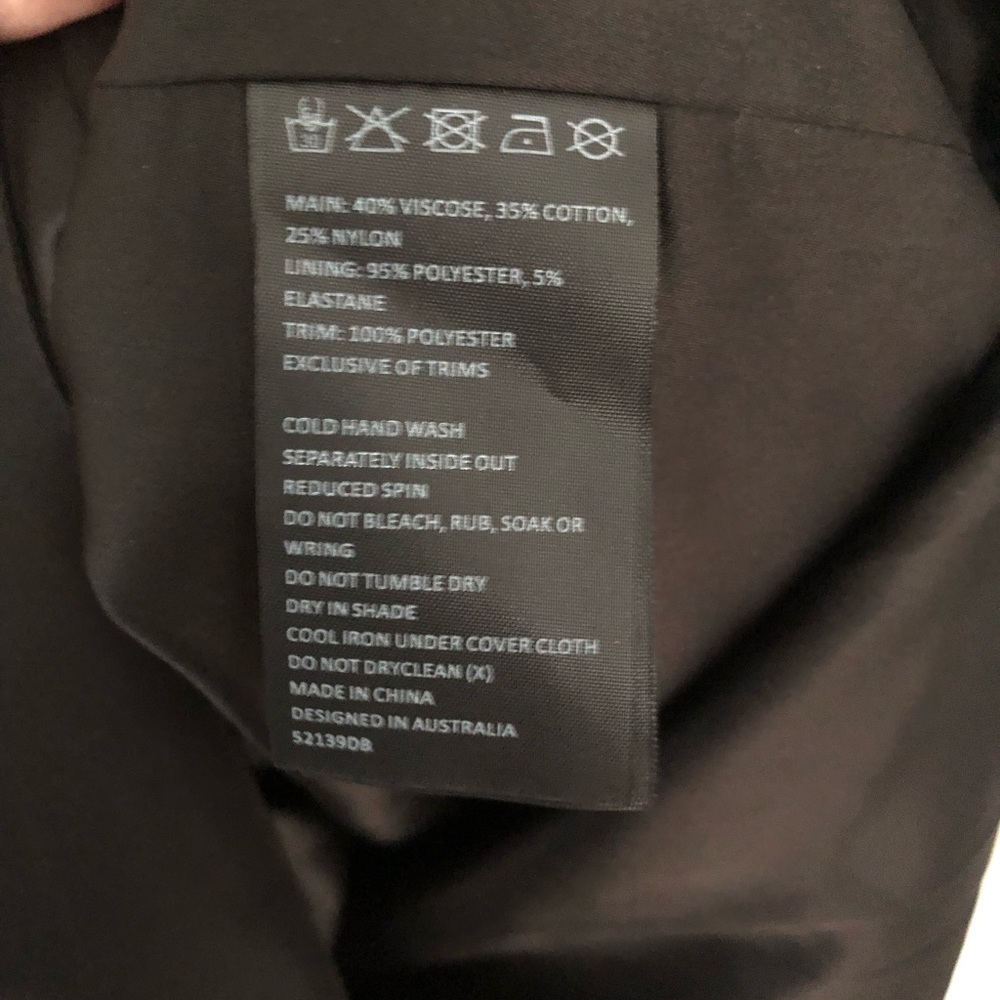 30
MAIN: 40% VISCOSE, 35% COTTON,
25% NYLON
LINING: 95% POLYESTER, 5%
ELASTANE
TRIM: 100% POLYESTER
EXCLUSIVE OF TRIMS
COLD HAND WASH
SEPARATELY INSIDE OUT
REDUCED SPIN
DO NOT BLEACH, RUB, SOAK OR
WRING
DO NOT TUMBLE DRY
DRY IN SHADE
COOL IRON UNDER COVER CLOTH
DO NOT DRYCLEAN (X)
MADE IN CHINA
DESIGNED IN AUSTRALIA
52139DB